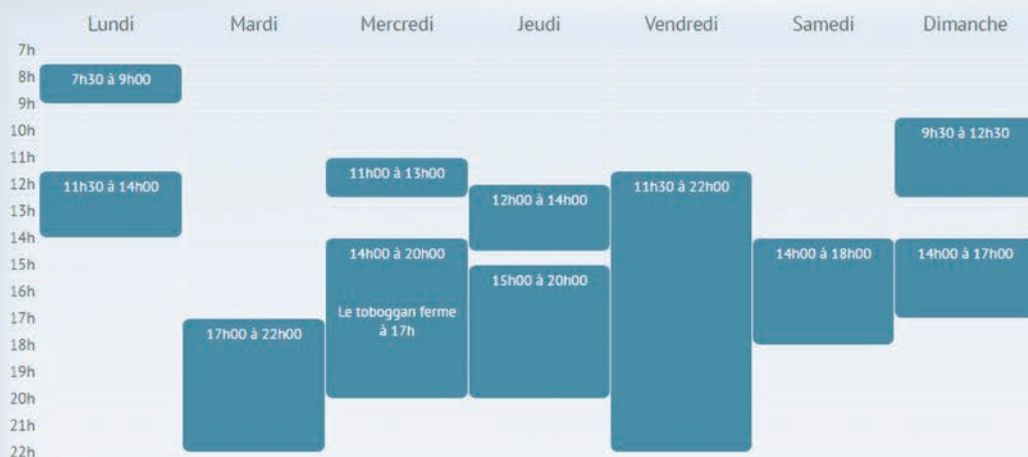 Lundi Mardi Mercredi Jeudi Vendredi Samedi Dimanche
7h
8h
9h
10h
11h
12h
13h
14h
15h
16h
17h
18h
19h
20h
21h
22h
7h30 à 9h00
11h30 à 14h00
17h00 à 22h00
11h00 à 13h00
14h00 à 20h00
Le toboggan ferme
à 17h
12h00 à 14h00
15h00 à 20h00
11h30 à 22h00
14h00 à 18h00
9h30 à 12h30
14h00 à 17h00